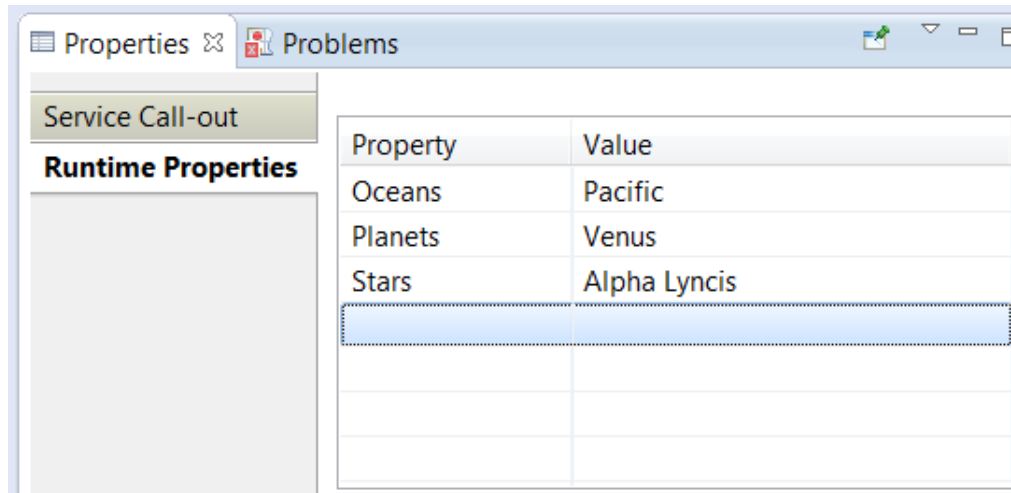 Properties Problems
Service Call-out
Runtime Properties
Property Value
Oceans Pacific
Planets Venus
Stars Alpha Lyncis